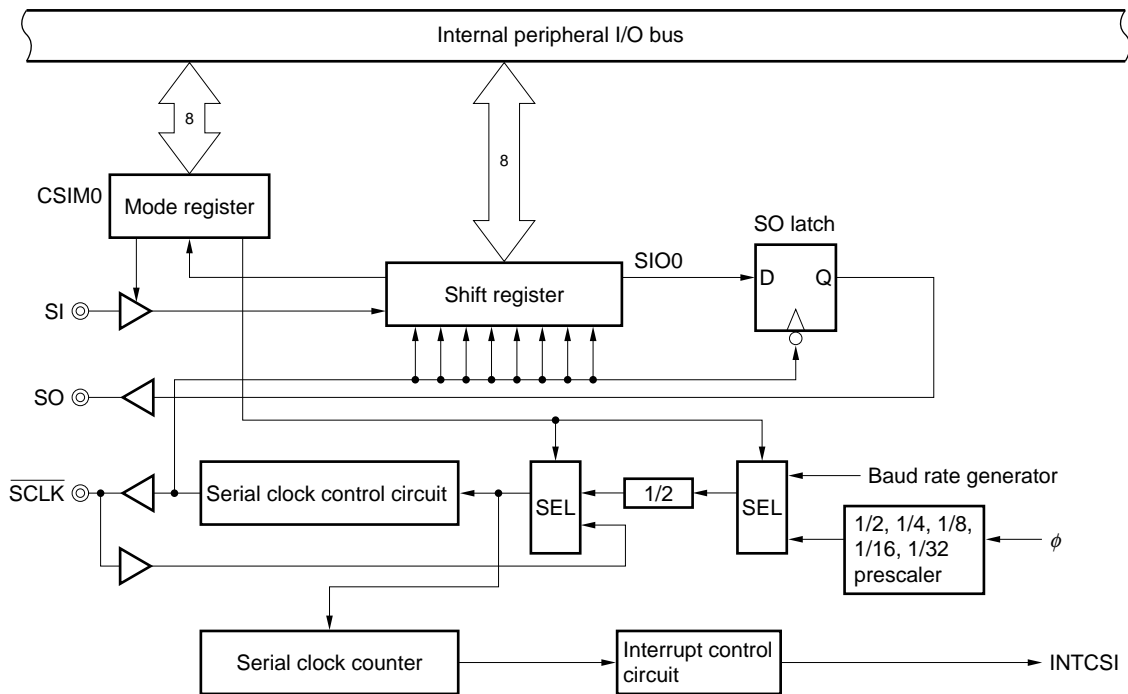 Internal peripheral I/O bus
8
8
CSIM0
Mode register
SO latch
SIO0
Shift register
D
Q
SI
SO
SCLK
Serial clock control circuit
SEL
1/2
SEL
Baud rate generator
1/2, 1/4, 1/8,
1/16, 1/32
prescaler
ϕ
Serial clock counter
Interrupt control
circuit
INTCSI